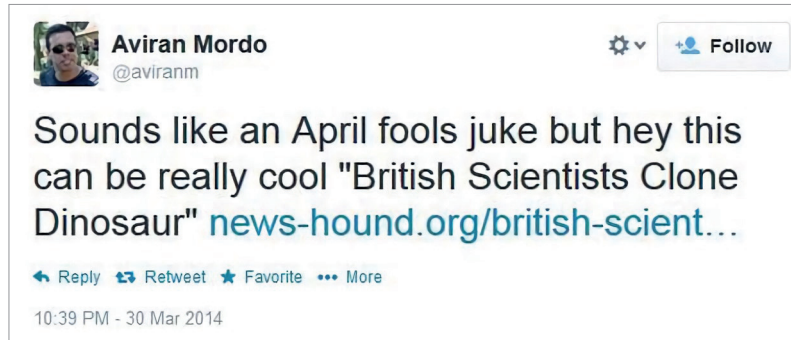 Aviran Mordo
Follow
@aviranm
Sounds like an April fools juke but hey this
can be really cool "British Scientists Clone
Dinosaur" news-hound.org/british-scient…
Reply Retweet Favorite More
10:39 PM - 30 Mar 2014